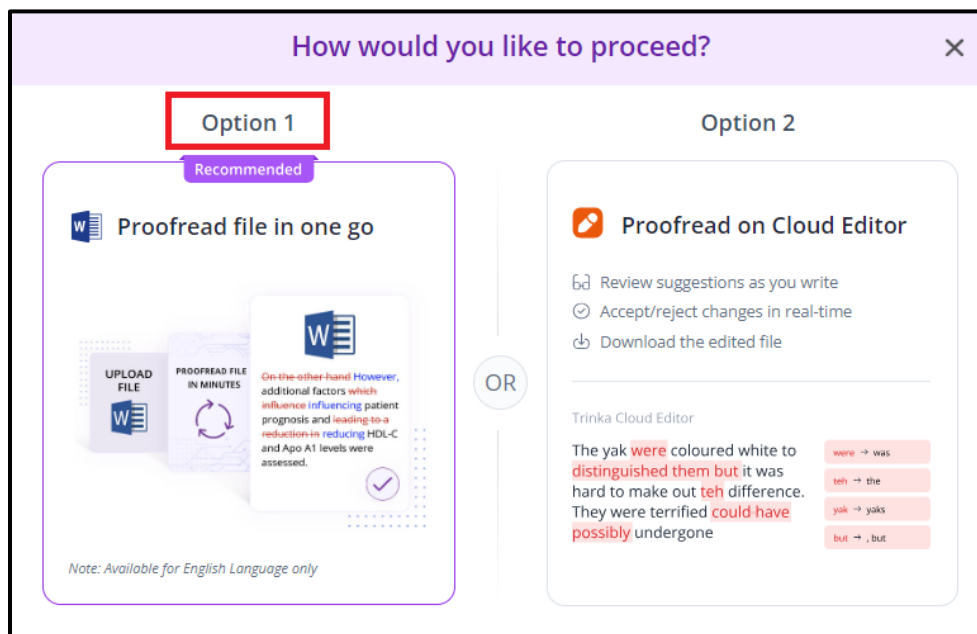 How would you like to proceed?
Option 1
Recommended
W Proofread file in one go
UPLOAD
FILE
W
PROOFREAD FILE
IN MINUTES
W
On the other hand However,
additional factors which
influence influencing patient
prognosis and leading to a
reduction in reducing HDL-C
and Apo A1 levels were
assessed.
Note: Available for English Language only
OR
Option 2
Proofread on Cloud Editor
Review suggestions as you write
Accept/reject changes in real-time
Download the edited file
Trinka Cloud Editor
The yak were coloured white to
distinguished them but it was
hard to make out teh difference.
They were terrified could have
possibly undergone
were → was
teh → the
yak → yaks
but → , but